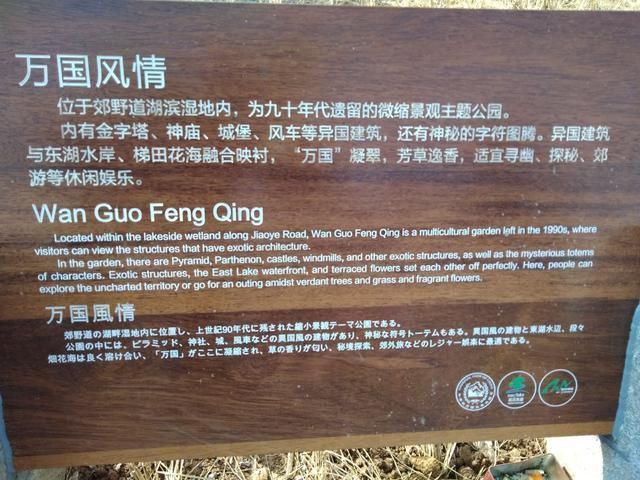 万国风情
位于郊野道湖滨湿地内，为九十年代遗留的微缩景观主题公园。
内有金字塔、神庙、城堡、风车等异国建筑，还有神秘的字符图腾。异国建筑
与东湖水岸、梯田花海融合映衬，“万国”凝翠，芳草逸香，适宜寻幽、探秘、郊
游等休闲娱乐。
Wan Guo Feng Qing
Located within the lakeside wetland along Jiaoye Road, Wan Guo Feng Qing is a multicultural garden left in the 1990s, where
visitors can view the structures that have exotic architecture.
In the garden, there are Pyramid, Parthenon, castles, windmills, and other exotic structures, as well as the mysterious totems
of characters. Exotic structures, the East Lake waterfront, and terraced flowers set each other off perfectly. Here, people can
explore the uncharted territory or go for an outing amidst verdant trees and grass and fragrant flowers.
万国風情
郊野道の湖畔湿地内に位置し、上世紀90年代に残された縮小景観テーマ公園である。
公園の中には、ピラミッド、神社、城、風車などの異国風の建物があり、神秘な符号トーテムもある。異国風の建物と東湖水辺、段々
畑花海は良く溶け合い、「万国」がここに凝縮され、草の香りが匂い、秘境探索、郊外旅などのレジャー娯楽に最適である。